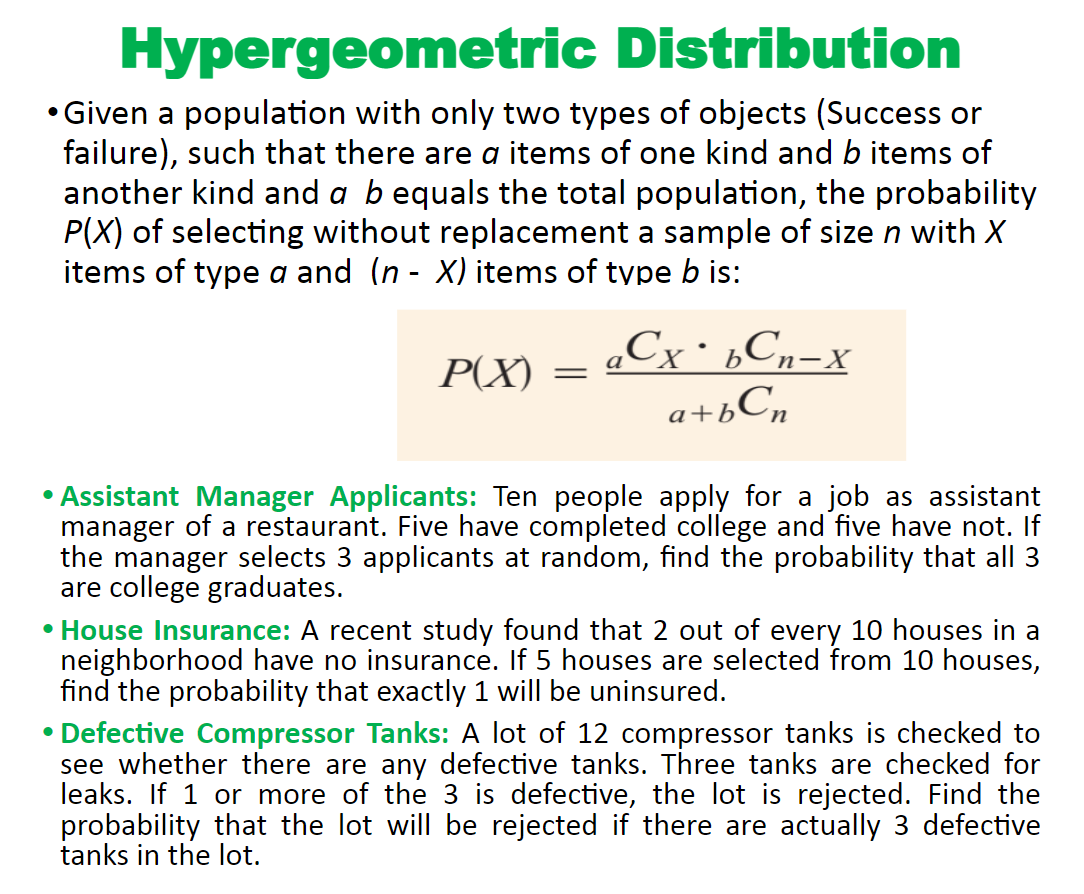 Hypergeometric Distribution
•Given a population with only two types of objects (Success or
failure), such that there are a items of one kind and b items of
another kind and a b equals the total population, the probability
P(X) of selecting without replacement a sample of size n with X
items of type a and (n - X) items of type b is:
P(X) = aCX · bCn−X / a+bCn
• Assistant Manager Applicants: Ten people apply for a job as assistant
manager of a restaurant. Five have completed college and five have not. If
the manager selects 3 applicants at random, find the probability that all 3
are college graduates.
• House Insurance: A recent study found that 2 out of every 10 houses in a
neighborhood have no insurance. If 5 houses are selected from 10 houses,
find the probability that exactly 1 will be uninsured.
• Defective Compressor Tanks: A lot of 12 compressor tanks is checked to
see whether there are any defective tanks. Three tanks are checked for
leaks. If 1 or more of the 3 is defective, the lot is rejected. Find the
probability that the lot will be rejected if there are actually 3 defective
tanks in the lot.